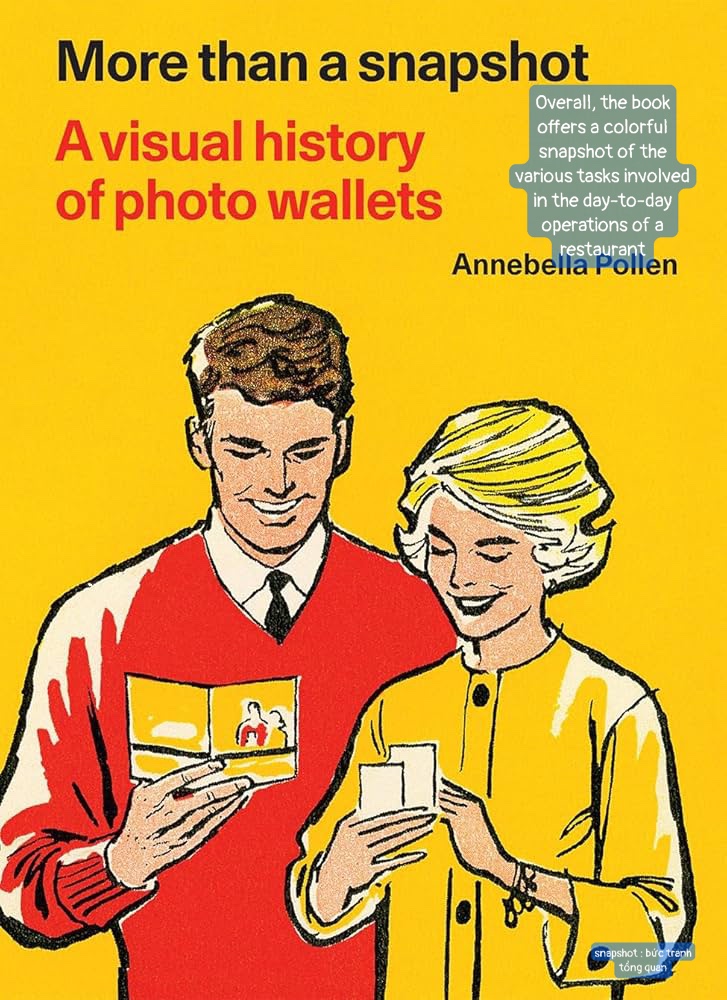 More than a snapshot
A visual history
of photo wallets
Overall, the book
offers a colorful
snapshot of the
various tasks involved
in the day-to-day
operations of a
restaurant
Annebella Pollen
snapshot : bức tranh
tổng quan